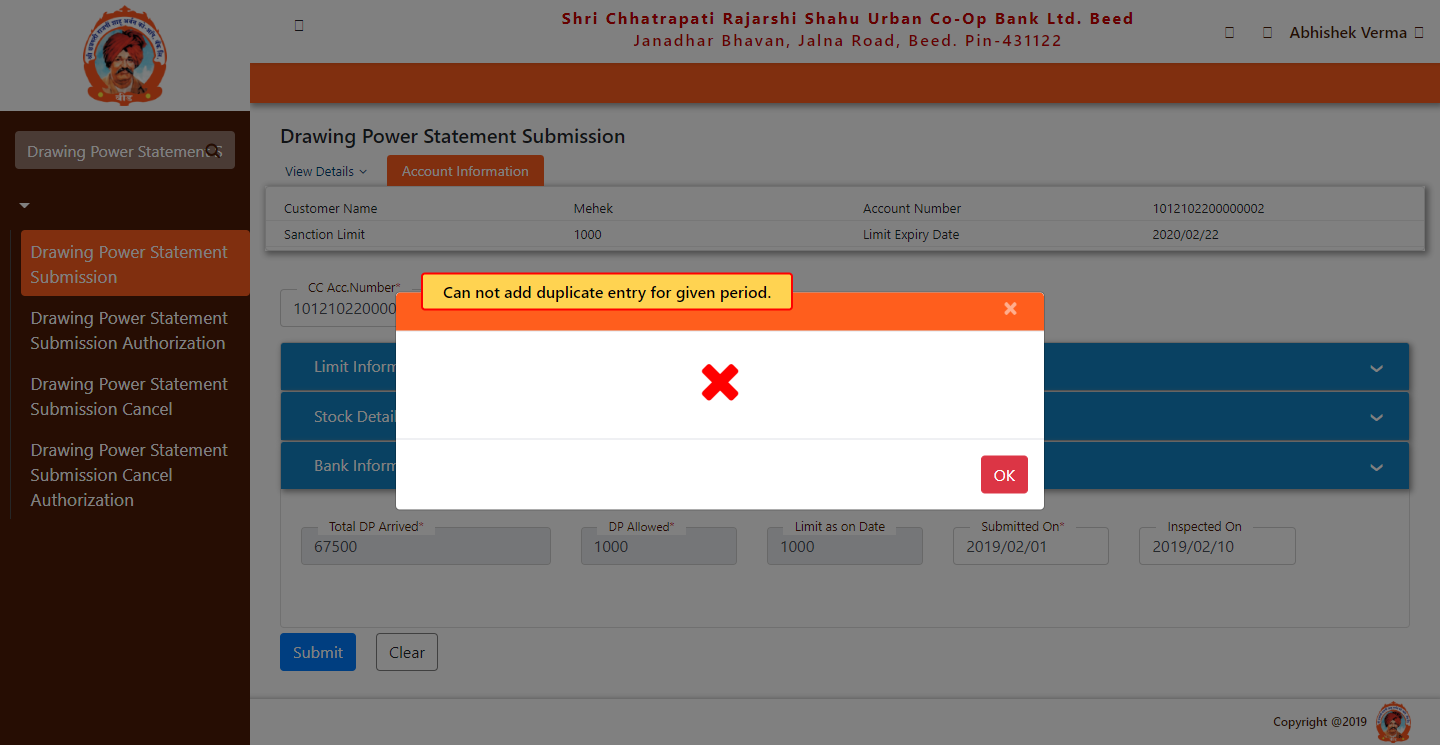 Shri Chhatrapati Rajarshi Shahu Urban Co-Op Bank Ltd. Beed
Janadhar Bhavan, Jalna Road, Beed. Pin-431122
Abhishek Verma
बीड
Drawing Power Statement S
Drawing Power Statement
Submission
Drawing Power Statement
Submission Authorization
Drawing Power Statement
Submission Cancel
Drawing Power Statement
Submission Cancel
Authorization
Drawing Power Statement Submission
View Details
Account Information
Customer Name Mehek Account Number 1012102200000002
Sanction Limit 1000 Limit Expiry Date 2020/02/22
CC Acc.Number*
101210220000
Can not add duplicate entry for given period.
Limit Inform
Stock Detail
Bank Inform
OK
Total DP Arrived* DP Allowed* Limit as on Date Submitted On* Inspected On
67500 1000 1000 2019/02/01 2019/02/10
Submit Clear
Copyright @2019